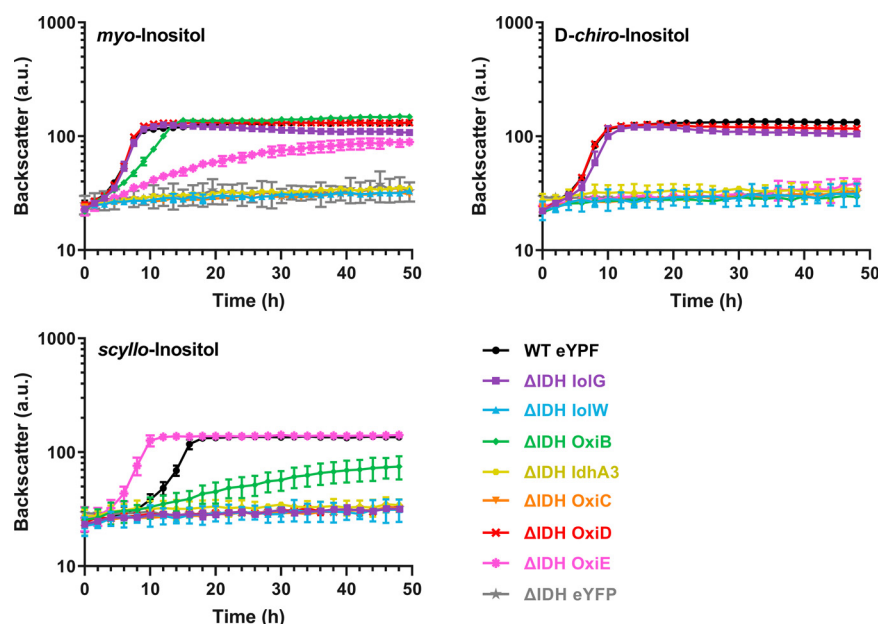 myo-Inositol
1000
100
10
Backscatter (a.u.)
0 10 20 30 40 50
Time (h)
D-chiro-Inositol
1000
100
10
Backscatter (a.u.)
0 10 20 30 40 50
Time (h)
scyllo-Inositol
1000
100
10
Backscatter (a.u.)
0 10 20 30 40 50
Time (h)
WT eYPF
ΔIDH IolG
ΔIDH IolW
ΔIDH OxiB
ΔIDH IdhA3
ΔIDH OxiC
ΔIDH OxiD
ΔIDH OxiE
ΔIDH eYFP